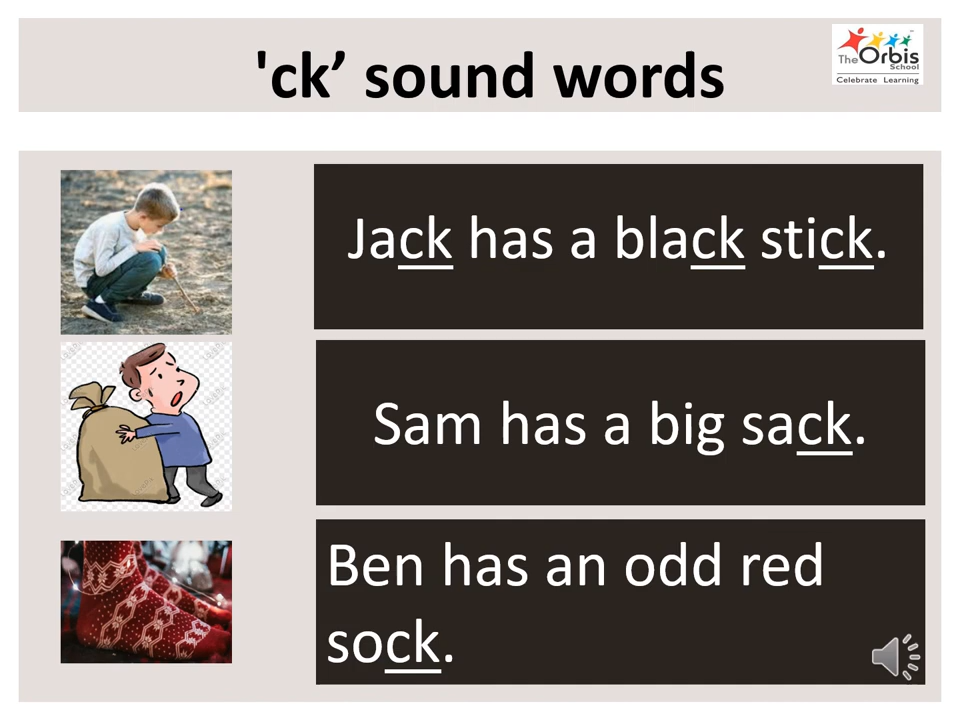 'ck’ sound words
The Orbis
School
Celebrate Learning
Jack has a black stick.
Sam has a big sack.
Ben has an odd red
sock.